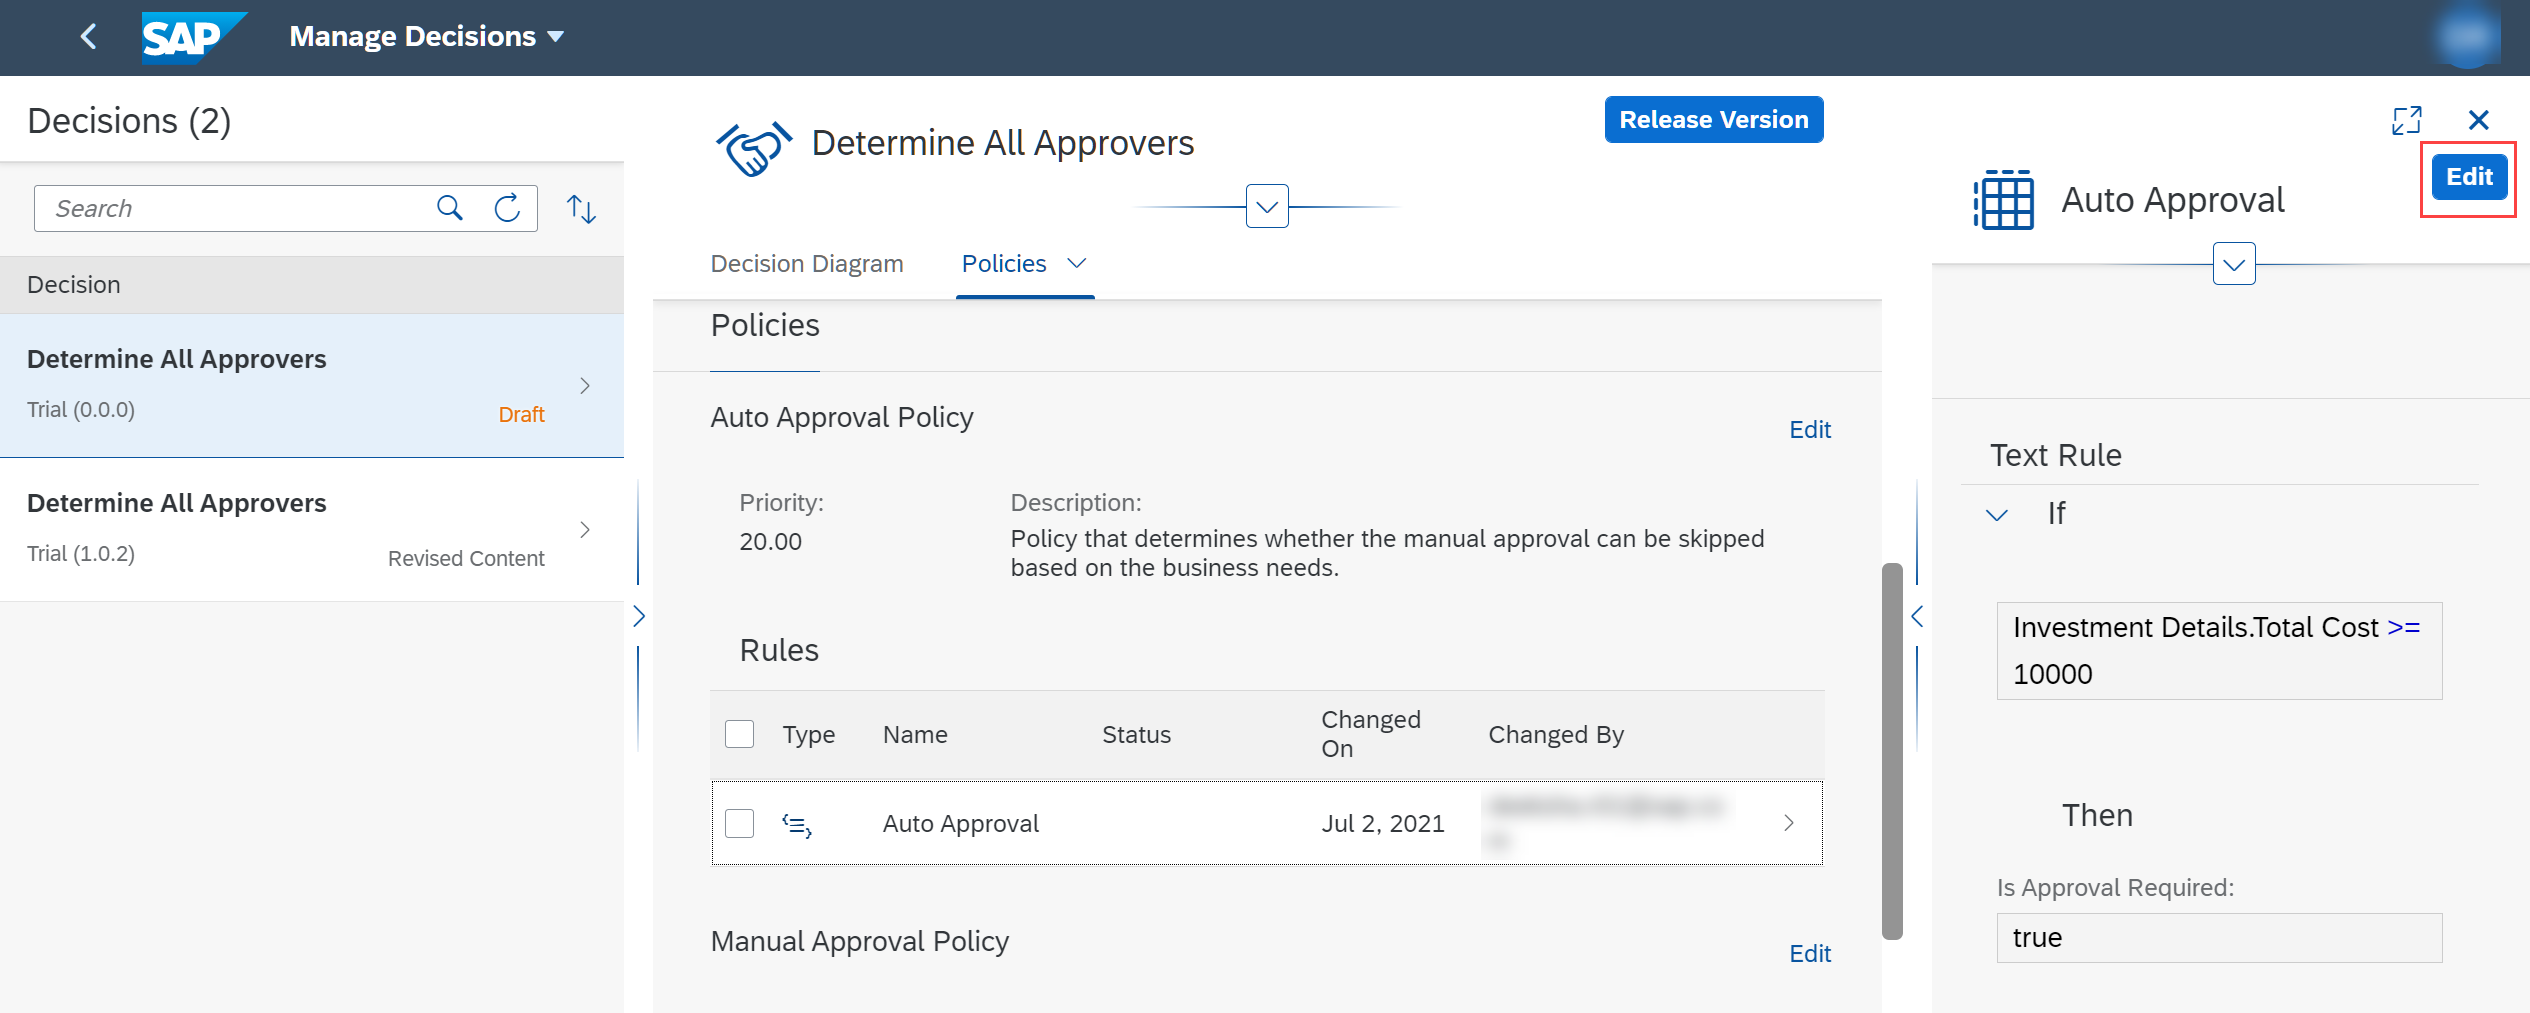 SAP
Manage Decisions
Decisions (2)
Search
Decision
Determine All Approvers
Trial (0.0.0)
Draft
Determine All Approvers
Trial (1.0.2)
Revised Content
Determine All Approvers
Release Version
Decision Diagram
Policies
Policies
Auto Approval Policy
Edit
Priority:
20.00
Description:
Policy that determines whether the manual approval can be skipped
based on the business needs.
Rules
Type
Name
Status
Changed
On
Changed By
Auto Approval
Jul 2, 2021
Manual Approval Policy
Edit
Edit
Auto Approval
Text Rule
If
Investment Details.Total Cost >=
10000
Then
Is Approval Required:
true